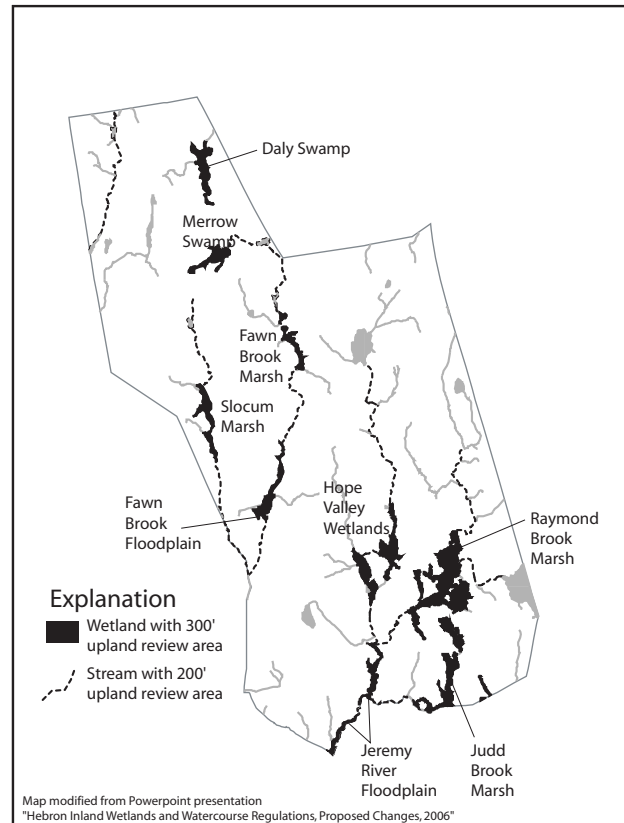 Daly Swamp
Merrow
Swamp
Fawn
Brook
Marsh
Slocum
Marsh
Hope
Valley
Wetlands
Fawn
Brook
Floodplain
Raymond
Brook
Marsh
Explanation
Wetland with 300'
upland review area
Stream with 200'
upland review area
Jeremy
River
Floodplain
Judd
Brook
Marsh
Map modified from Powerpoint presentation
"Hebron Inland Wetlands and Watercourse Regulations, Proposed Changes, 2006"